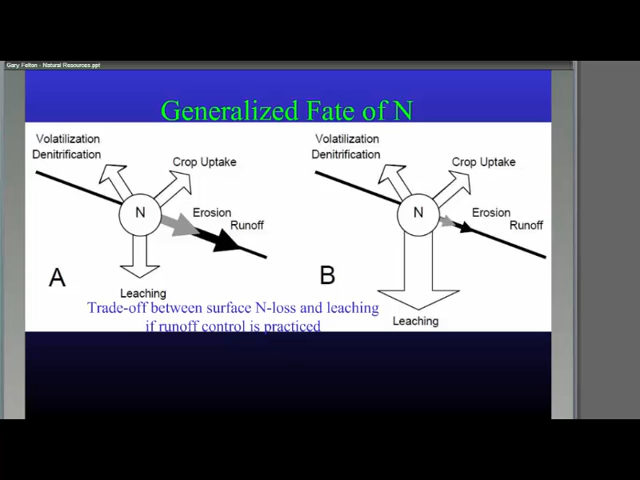 Gary Felton - Natural Resources.ppt
Generalized Fate of N
Volatilization
Denitrification
Crop Uptake
N
Erosion
Runoff
A
Leaching
Volatilization
Denitrification
Crop Uptake
N
Erosion
Runoff
B
Leaching
Trade-off between surface N-loss and leaching
if runoff control is practiced